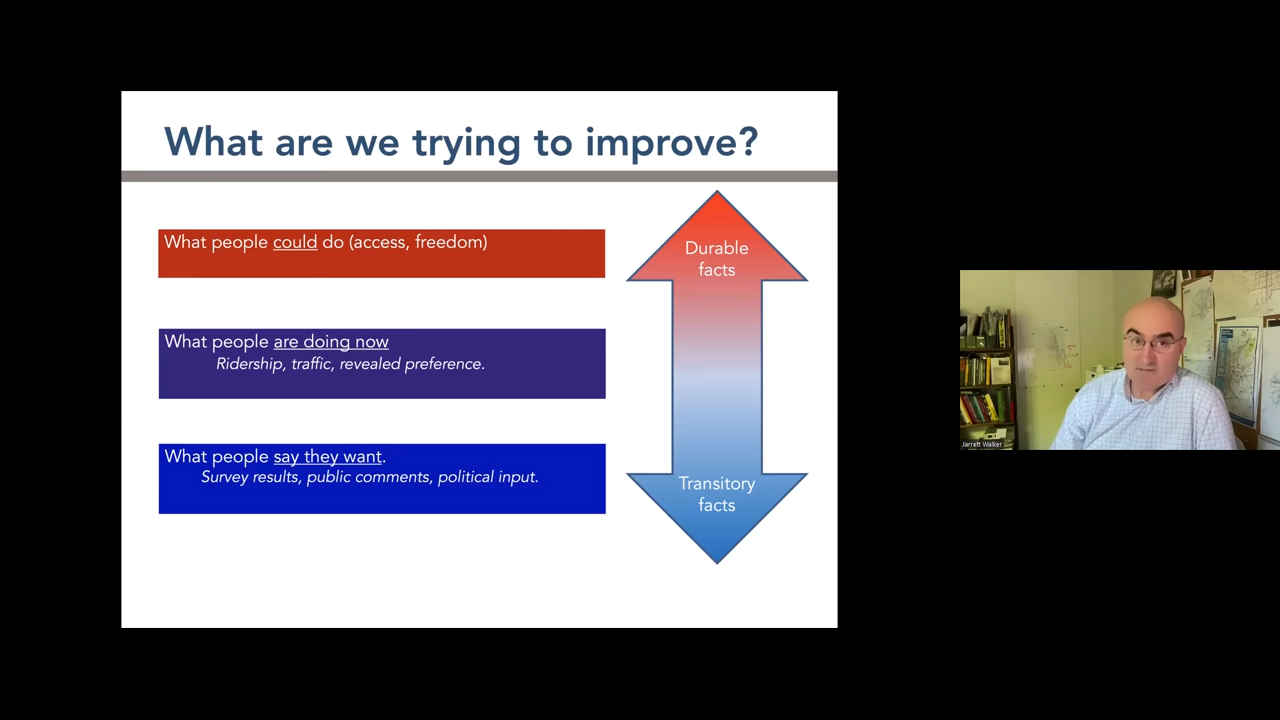 What are we trying to improve?
What people could do (access, freedom)
What people are doing now
Ridership, traffic, revealed preference.
What people say they want.
Survey results, public comments, political input.
Durable
facts
Transitory
facts
Jarrett Walker